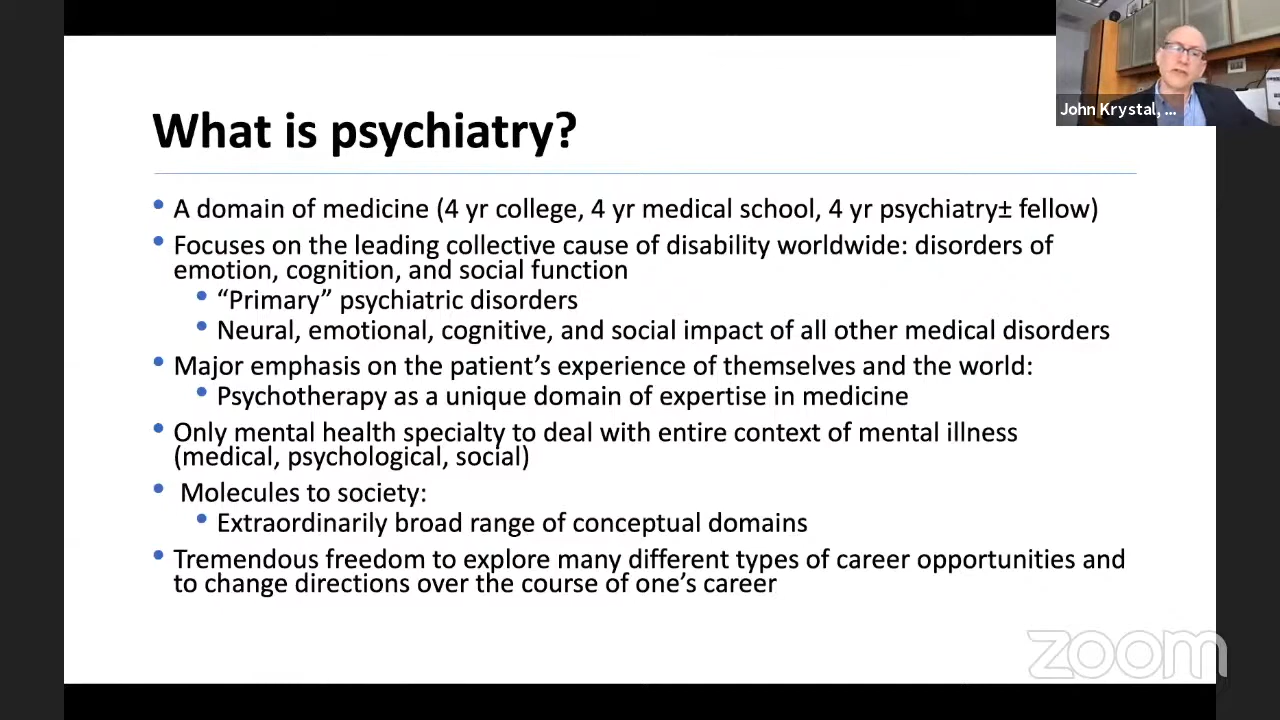 John Krystal, ...
What is psychiatry?
• A domain of medicine (4 yr college, 4 yr medical school, 4 yr psychiatry± fellow)
• Focuses on the leading collective cause of disability worldwide: disorders of
emotion, cognition, and social function
• “Primary” psychiatric disorders
• Neural, emotional, cognitive, and social impact of all other medical disorders
• Major emphasis on the patient’s experience of themselves and the world:
• Psychotherapy as a unique domain of expertise in medicine
• Only mental health specialty to deal with entire context of mental illness
(medical, psychological, social)
• Molecules to society:
• Extraordinarily broad range of conceptual domains
• Tremendous freedom to explore many different types of career opportunities and
to change directions over the course of one’s career
zoom